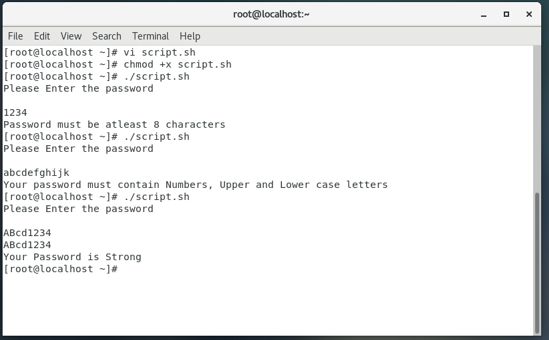 root@localhost:~
File Edit View Search Terminal Help
[root@localhost ~]# vi script.sh
[root@localhost ~]# chmod +x script.sh
[root@localhost ~]# ./script.sh
Please Enter the password
1234
Password must be atleast 8 characters
[root@localhost ~]# ./script.sh
Please Enter the password
abcdefghijk
Your password must contain Numbers, Upper and Lower case letters
[root@localhost ~]# ./script.sh
Please Enter the password
ABcd1234
ABcd1234
Your Password is Strong
[root@localhost ~]#